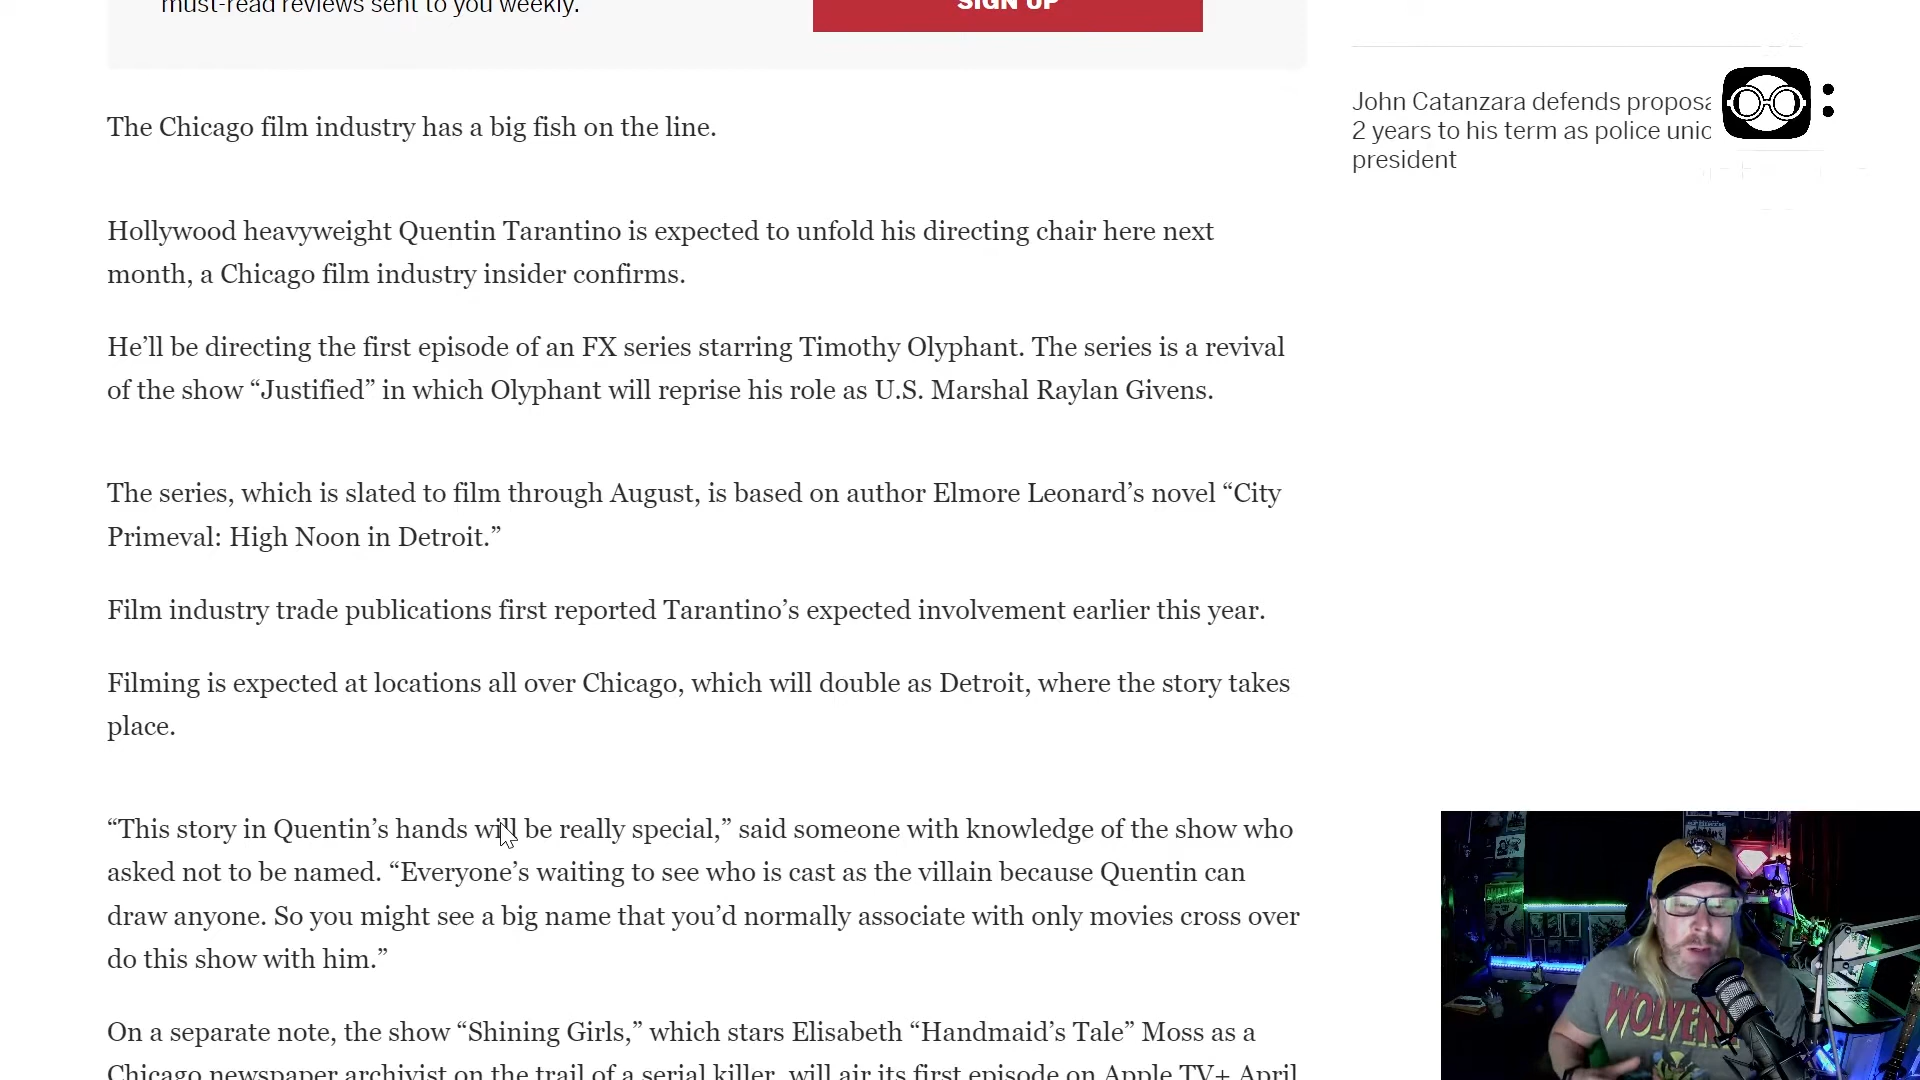 must-read reviews sent to you weekly.
SIGN UP
The Chicago film industry has a big fish on the line.
Hollywood heavyweight Quentin Tarantino is expected to unfold his directing chair here next
month, a Chicago film industry insider confirms.
He’ll be directing the first episode of an FX series starring Timothy Olyphant. The series is a revival
of the show “Justified” in which Olyphant will reprise his role as U.S. Marshal Raylan Givens.
The series, which is slated to film through August, is based on author Elmore Leonard’s novel “City
Primeval: High Noon in Detroit.”
Film industry trade publications first reported Tarantino’s expected involvement earlier this year.
Filming is expected at locations all over Chicago, which will double as Detroit, where the story takes
place.
“This story in Quentin’s hands will be really special,” said someone with knowledge of the show who
asked not to be named. “Everyone’s waiting to see who is cast as the villain because Quentin can
draw anyone. So you might see a big name that you’d normally associate with only movies cross over
do this show with him.”
On a separate note, the show “Shining Girls,” which stars Elisabeth “Handmaid’s Tale” Moss as a
Chicago newspaper archivist on the trail of a serial killer, will air its first episode on Apple TV+ April
John Catanzara defends
2 years to his term as police
president